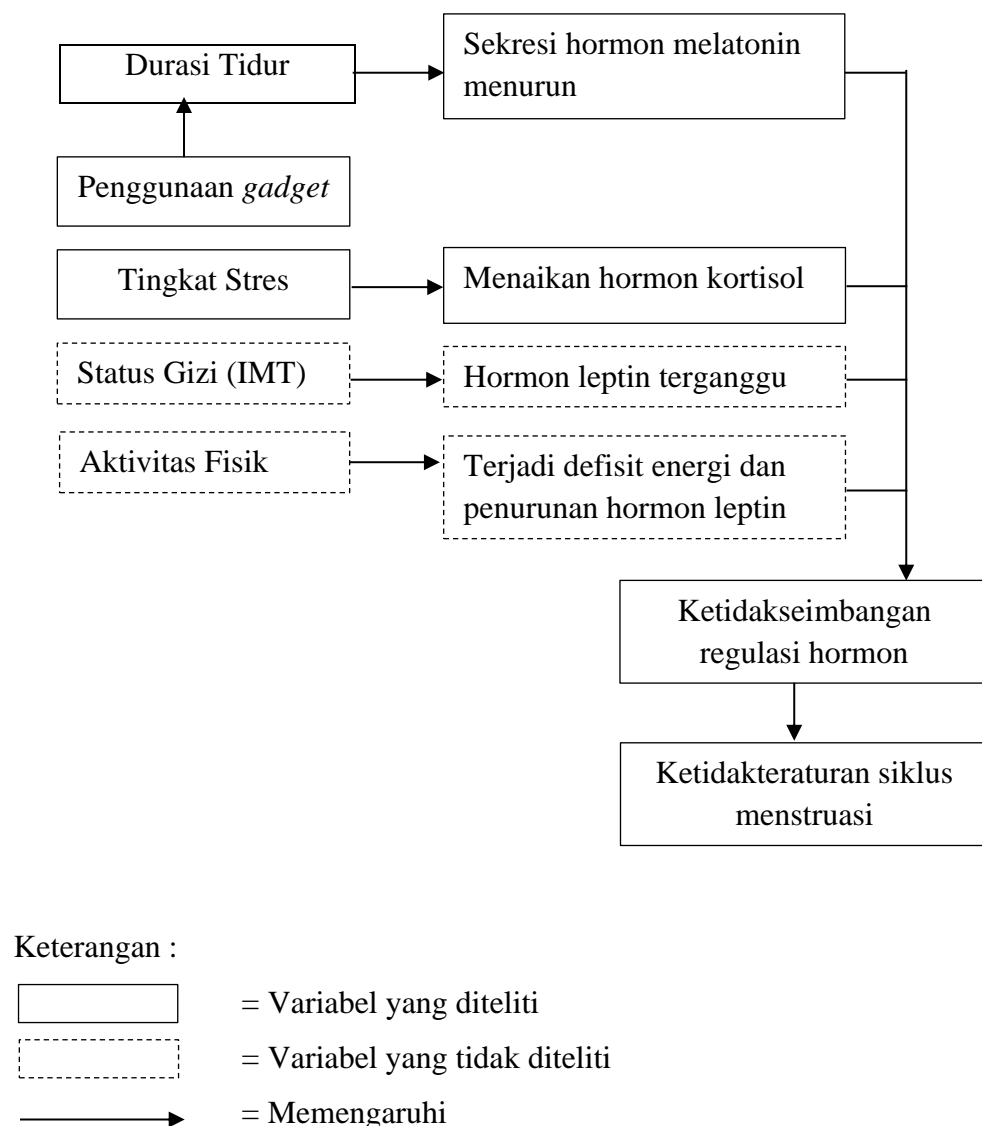 Durasi Tidur
Sekresi hormon melatonin
menurun
Penggunaan gadget
Tingkat Stres
Menaikan hormon kortisol
Status Gizi (IMT)
Hormon leptin terganggu
Aktivitas Fisik
Terjadi defisit energi dan
penurunan hormon leptin
Ketidakseimbangan
regulasi hormon
Ketidakteraturan siklus
menstruasi
Keterangan :
= Variabel yang diteliti
= Variabel yang tidak diteliti
= Memengaruhi